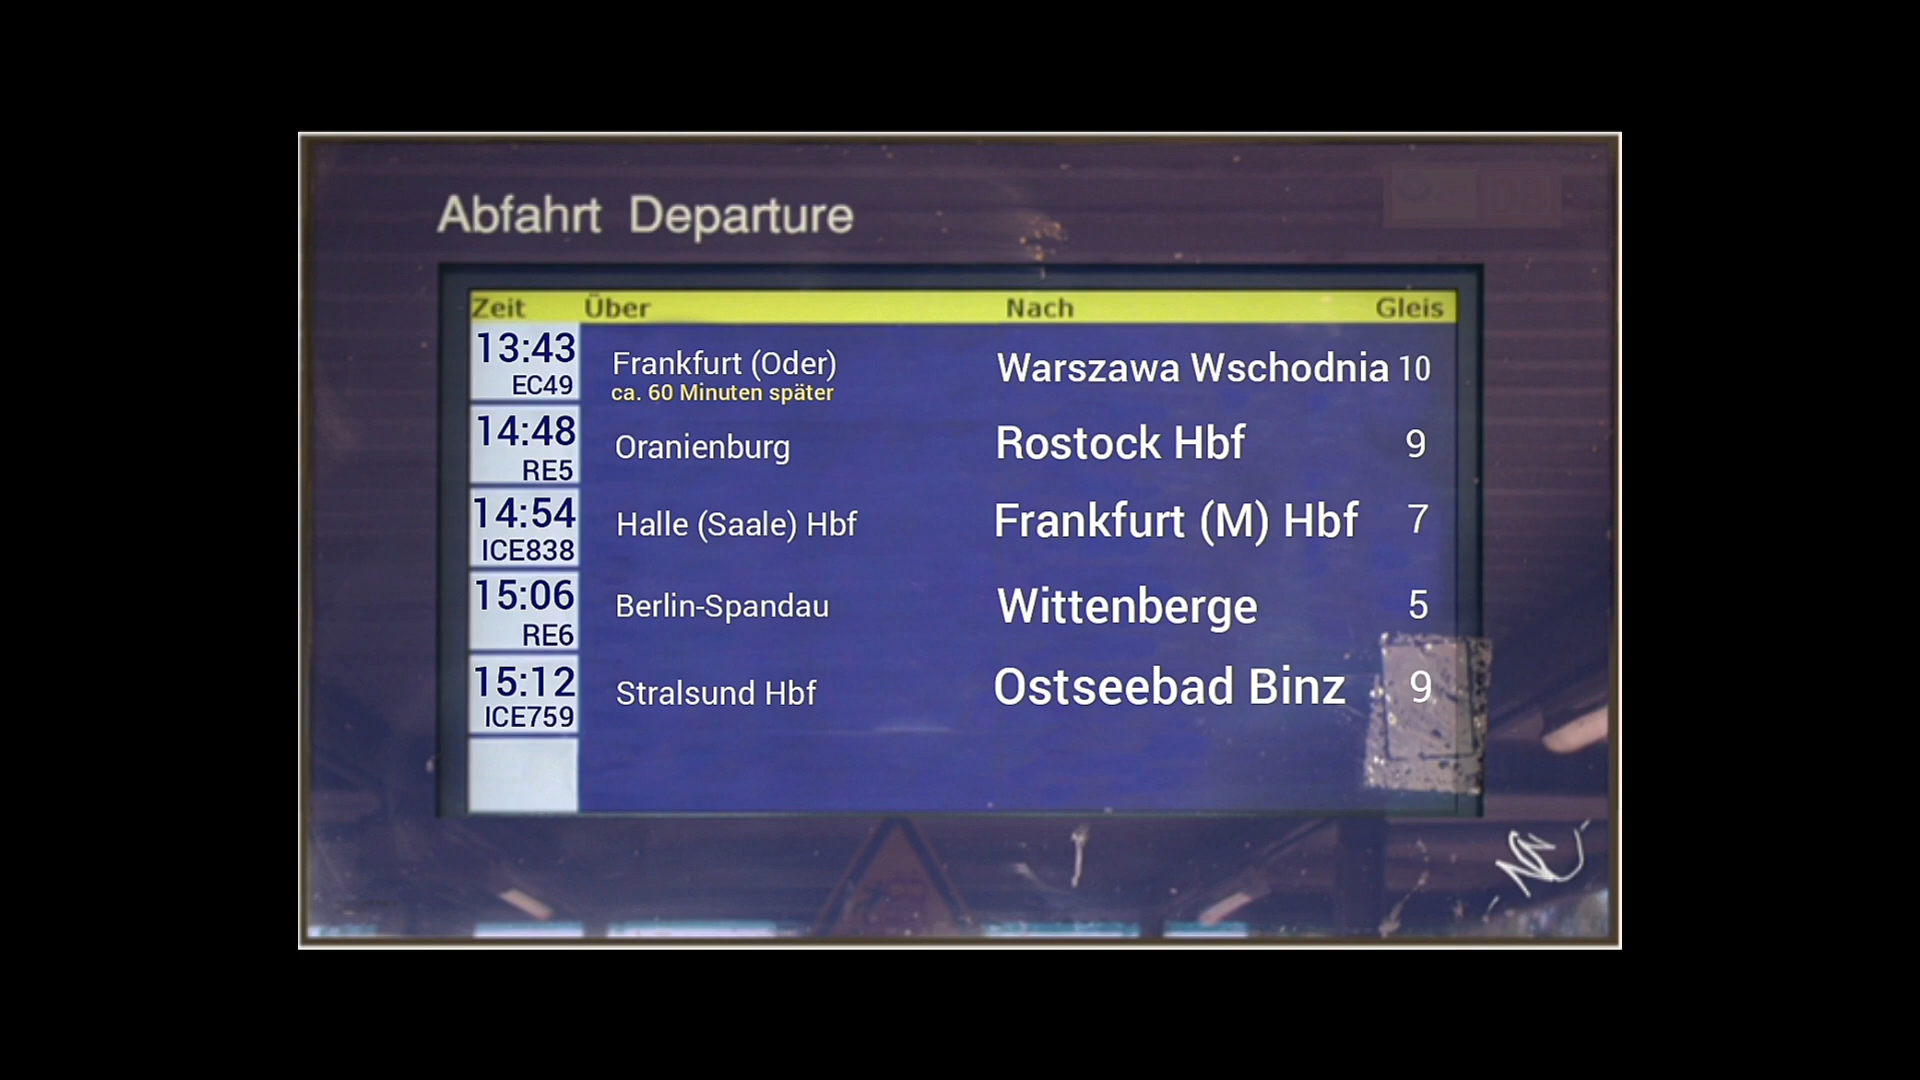 Abfahrt Departure
Zeit Über Nach Gleis
13:43 Frankfurt (Oder) Warszawa Wschodnia 10
EC49 ca. 60 Minuten später
14:48 Oranienburg Rostock Hbf 9
RE5
14:54 Halle (Saale) Hbf Frankfurt (M) Hbf 7
ICE838
15:06 Berlin-Spandau Wittenberge 5
RE6
15:12 Stralsund Hbf Ostseebad Binz 9
ICE759